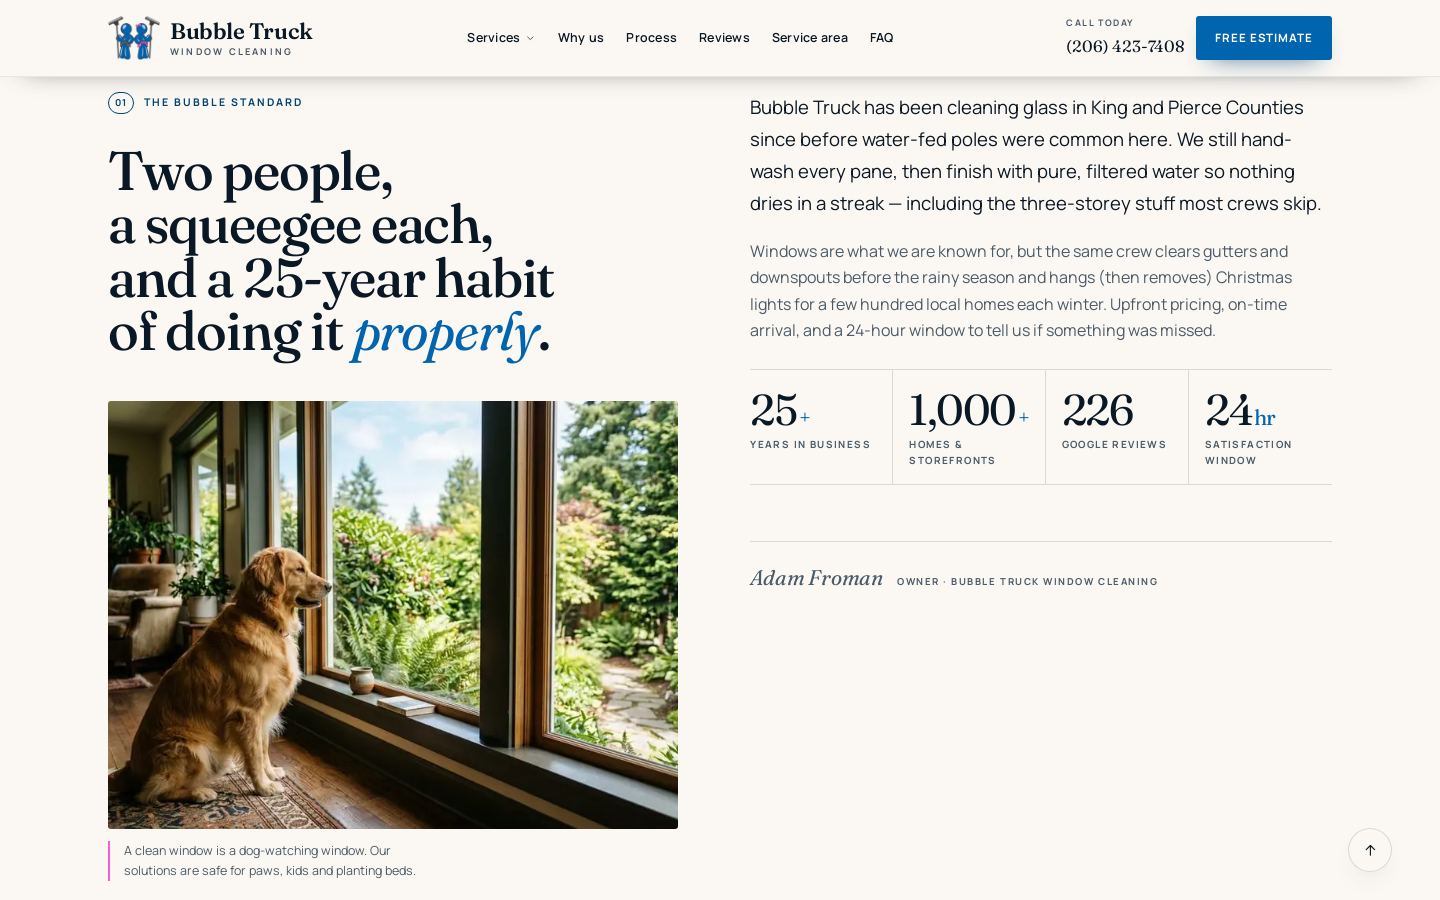 Bubble Truck
WINDOW CLEANING
Services
Why us
Process
Reviews
Service area
FAQ
CALL TODAY
(206) 423-7408
FREE ESTIMATE
01 THE BUBBLE STANDARD
Two people,
a squeegee each,
and a 25-year habit
of doing it properly.
A clean window is a dog-watching window. Our
solutions are safe for paws, kids and planting beds.
Bubble Truck has been cleaning glass in King and Pierce Counties
since before water-fed poles were common here. We still hand-
wash every pane, then finish with pure, filtered water so nothing
dries in a streak — including the three-storey stuff most crews skip.
Windows are what we are known for, but the same crew clears gutters and
downspouts before the rainy season and hangs (then removes) Christmas
lights for a few hundred local homes each winter. Upfront pricing, on-time
arrival, and a 24-hour window to tell us if something was missed.
25+
YEARS IN BUSINESS
1,000+
HOMES &
STOREFRONTS
226
GOOGLE REVIEWS
24hr
SATISFACTION
WINDOW
Adam Froman OWNER · BUBBLE TRUCK WINDOW CLEANING